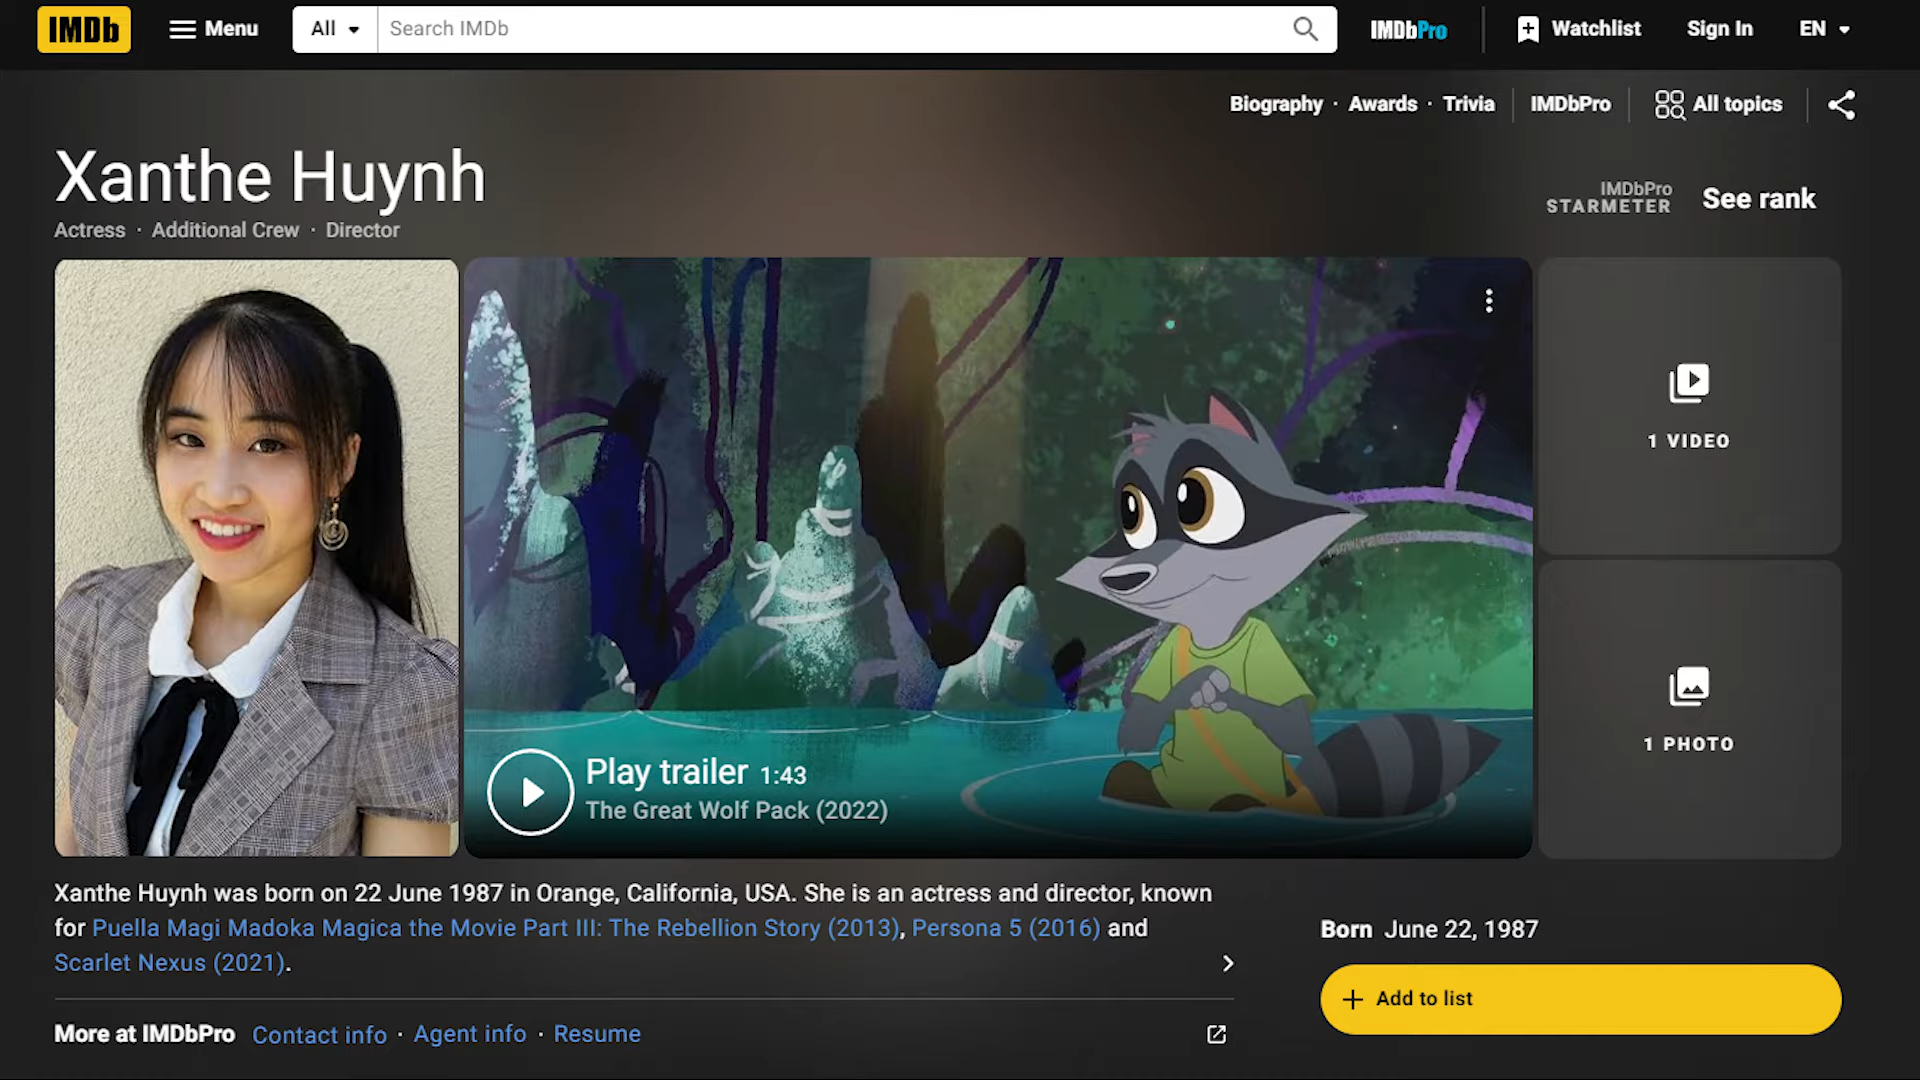 IMDb Menu All Search IMDb IMDbPro Watchlist Sign In EN
Biography · Awards · Trivia IMDbPro All topics
Xanthe Huynh
Actress · Additional Crew · Director
IMDbPro
STARMETER
See rank
1 VIDEO
1 PHOTO
Play trailer 1:43
The Great Wolf Pack (2022)
Xanthe Huynh was born on 22 June 1987 in Orange, California, USA. She is an actress and director, known
for Puella Magi Madoka Magica the Movie Part III: The Rebellion Story (2013), Persona 5 (2016) and
Scarlet Nexus (2021).
Born June 22, 1987
+ Add to list
More at IMDbPro Contact info · Agent info · Resume